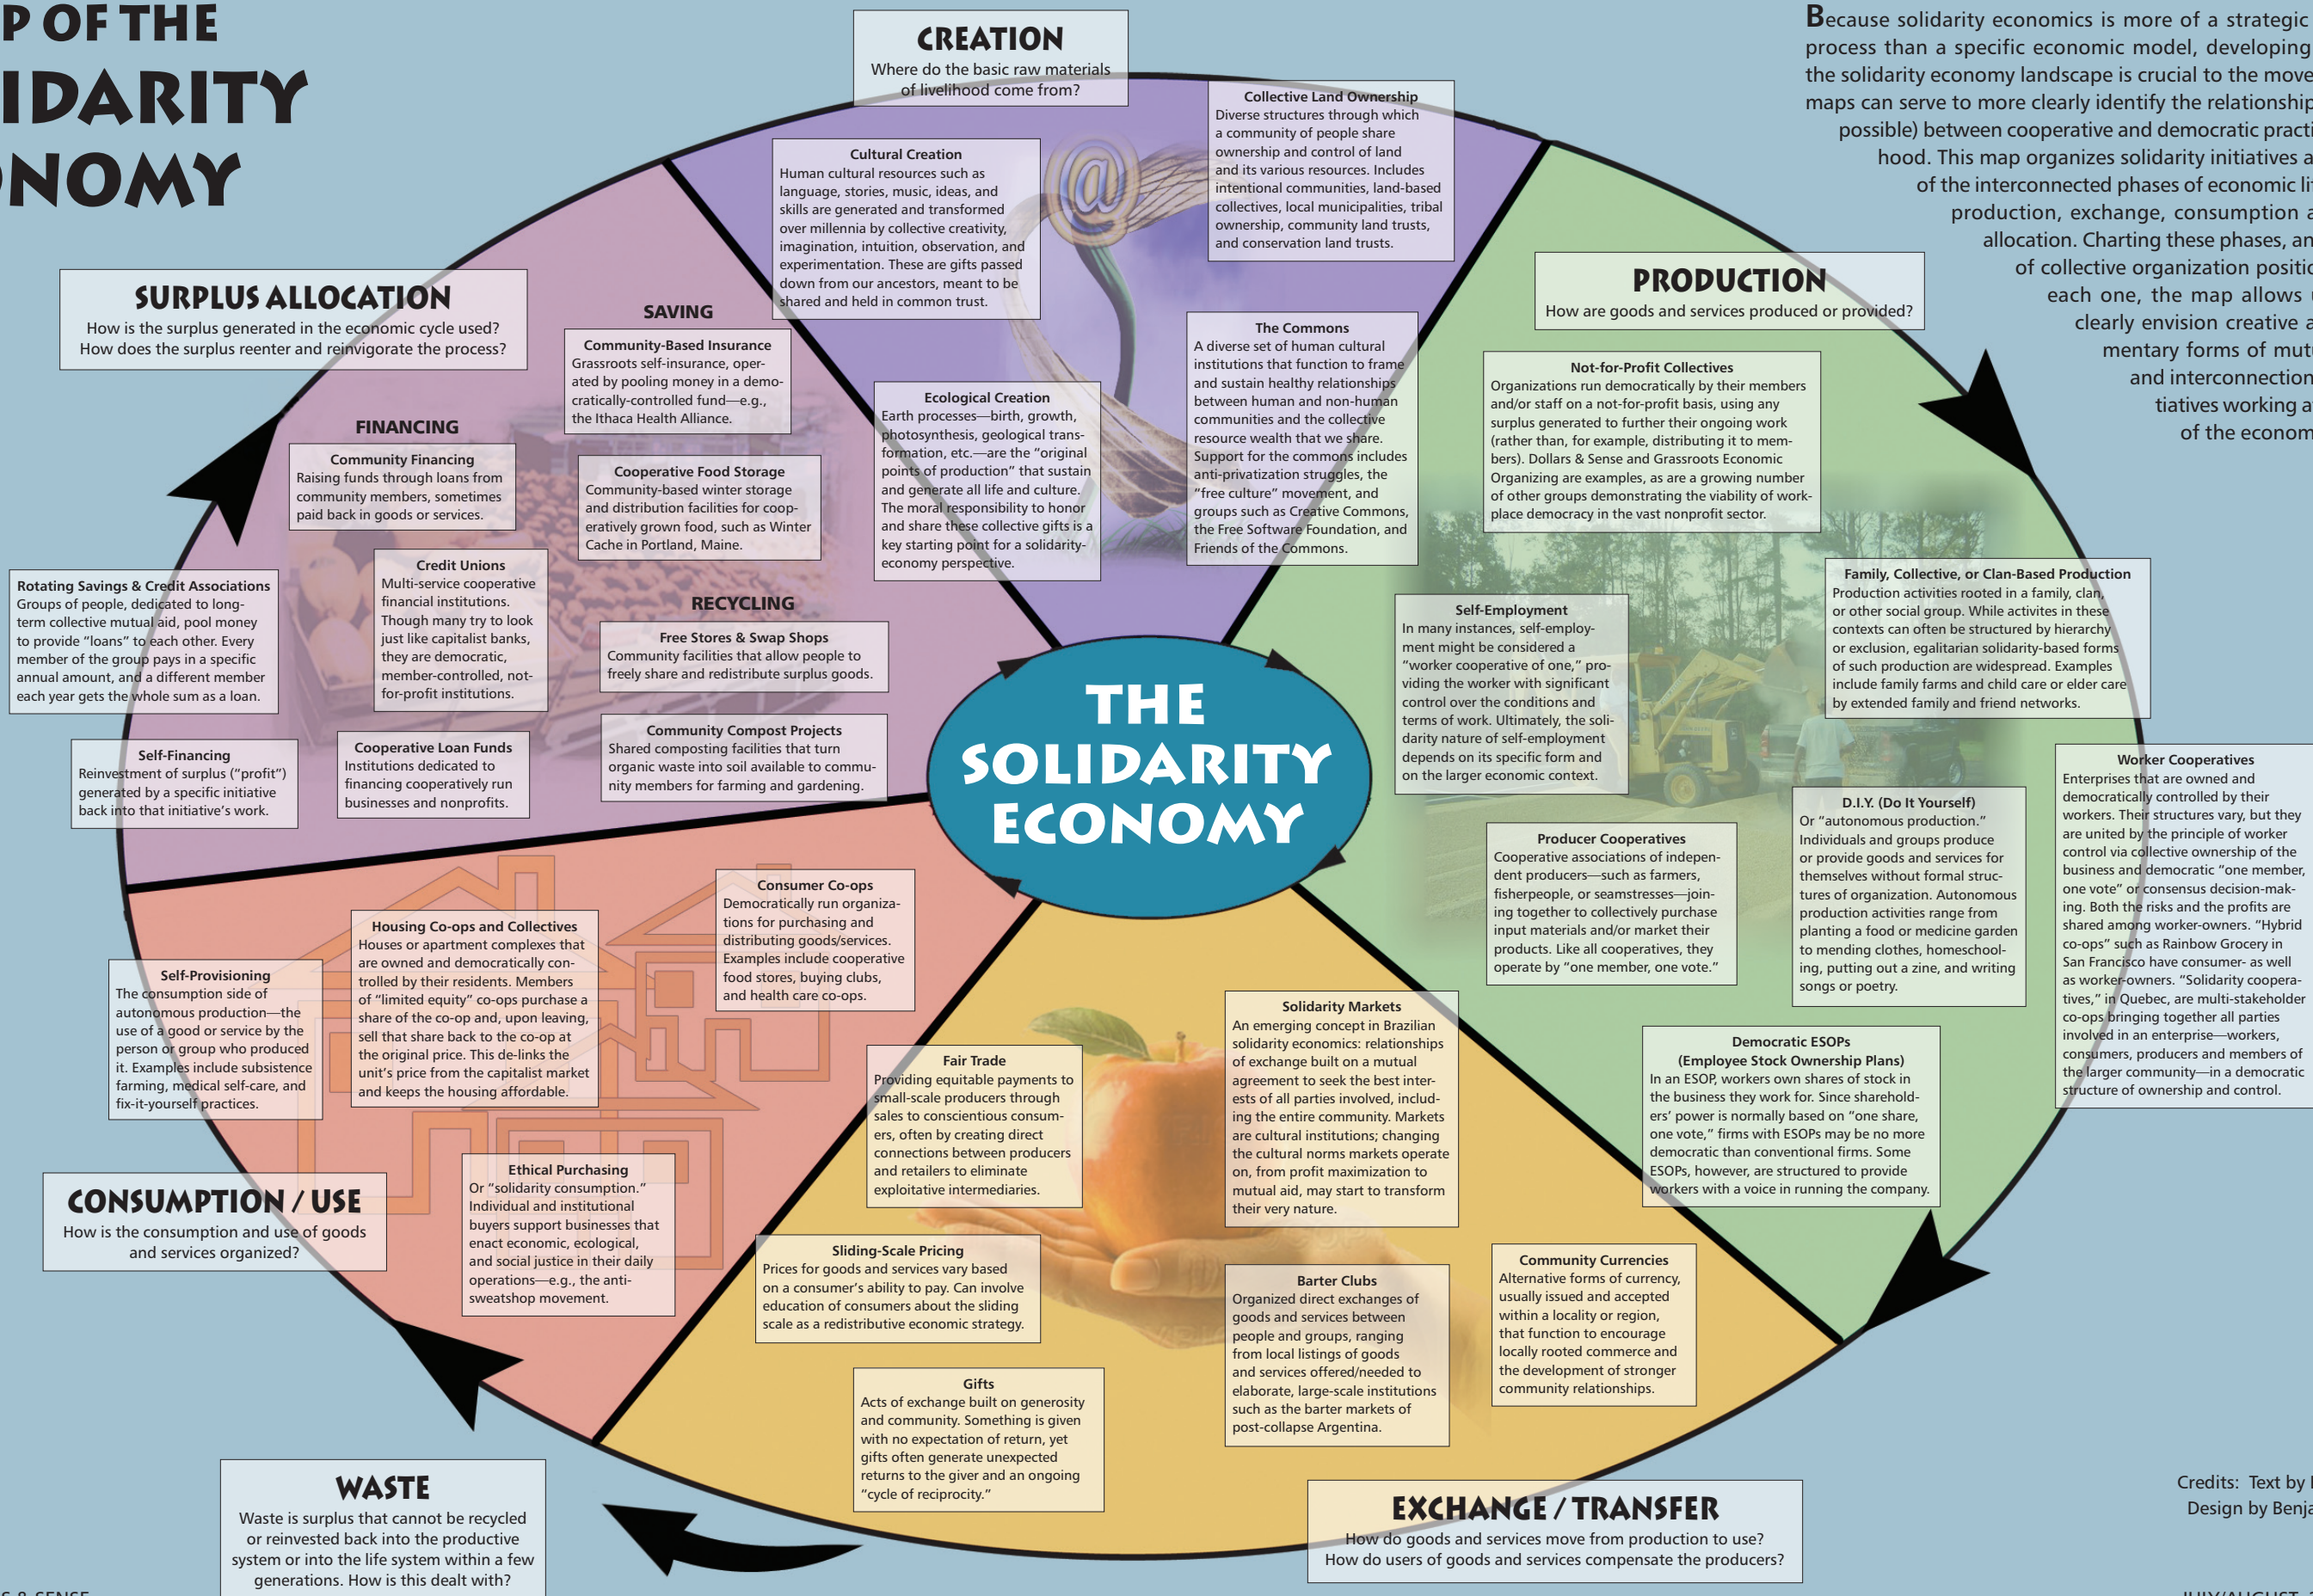 P OF THE
IDARITY
ONOMY
Because solidarity economics is more of a strategic
process than a specific economic model, developing
the solidarity economy landscape is crucial to the move
maps can serve to more clearly identify the relationship
possible) between cooperative and democratic practi
hood. This map organizes solidarity initiatives a
of the interconnected phases of economic li
production, exchange, consumption a
allocation. Charting these phases, an
of collective organization positio
each one, the map allows
clearly envision creative a
mentary forms of mutu
and interconnection
tiatives working a
of the econom
CREATION
Where do the basic raw materials
of livelihood come from?
Cultural Creation
Human cultural resources such as
language, stories, music, ideas, and
skills are generated and transformed
over millennia by collective creativity,
imagination, intuition, observation, and
experimentation. These are gifts passed
down from our ancestors, meant to be
shared and held in common trust.
Collective Land Ownership
Diverse structures through which
a community of people share
ownership and control of land
and its various resources. Includes
intentional communities, land-based
collectives, local municipalities, tribal
ownership, community land trusts,
and conservation land trusts.
@
Ecological Creation
Earth processes—birth, growth,
photosynthesis, geological trans-
formation, etc.—are the “original
points of production” that sustain
and generate all life and culture.
The moral responsibility to honor
and share these collective gifts is a
key starting point for a solidarity-
economy perspective.
The Commons
A diverse set of human cultural
institutions that function to frame
and sustain healthy relationships
between human and non-human
communities and the collective
resource wealth that we share.
Support for the commons includes
anti-privatization struggles, the
“free culture” movement, and
groups such as Creative Commons,
the Free Software Foundation, and
Friends of the Commons.
PRODUCTION
How are goods and services produced or provided?
Not-for-Profit Collectives
Organizations run democratically by their members
and/or staff on a not-for-profit basis, using any
surplus generated to further their ongoing work
(rather than, for example, distributing it to mem-
bers). Dollars & Sense and Grassroots Economic
Organizing are examples, as are a growing number
of other groups demonstrating the viability of work-
place democracy in the vast nonprofit sector.
Family, Collective, or Clan-Based Production
Production activities rooted in a family, clan,
or other social group. While activites in these
contexts can often be structured by hierarchy
or exclusion, egalitarian solidarity-based forms
of such production are widespread. Examples
include family farms and child care or elder care
by extended family and friend networks.
Self-Employment
In many instances, self-employ-
ment might be considered a
“worker cooperative of one,” pro-
viding the worker with significant
control over the conditions and
terms of work. Ultimately, the soli-
darity nature of self-employment
depends on its specific form and
on the larger economic context.
Worker Cooperatives
Enterprises that are owned and
democratically controlled by their
workers. Their structures vary, but they
are united by the principle of worker
control via collective ownership of the
business and democratic “one member,
one vote” or consensus decision-mak-
ing. Both the risks and the profits are
shared among worker-owners. “Hybrid
co-ops” such as Rainbow Grocery in
San Francisco have consumer- as well
as worker-owners. “Solidarity coopera-
tives,” in Quebec, are multi-stakeholder
co-ops bringing together all parties
involved in an enterprise—workers,
consumers, producers and members of
the larger community—in a democratic
structure of ownership and control.
D.I.Y. (Do It Yourself)
Or “autonomous production.”
Individuals and groups produce
or provide goods and services for
themselves without formal struc-
tures of organization. Autonomous
production activities range from
planting a food or medicine garden
to mending clothes, homeschool-
ing, putting out a zine, and writing
songs or poetry.
Producer Cooperatives
Cooperative associations of indepen-
dent producers—such as farmers,
fisherpeople, or seamstresses—join-
ing together to collectively purchase
input materials and/or market their
products. Like all cooperatives, they
operate by “one member, one vote.”
Democratic ESOPs
(Employee Stock Ownership Plans)
In an ESOP, workers own shares of stock in
the business they work for. Since sharehold-
ers’ power is normally based on “one share,
one vote,” firms with ESOPs may be no more
democratic than conventional firms. Some
ESOPs, however, are structured to provide
workers with a voice in running the company.
SURPLUS ALLOCATION
How is the surplus generated in the economic cycle used?
How does the surplus reenter and reinvigorate the process?
SAVING
Community-Based Insurance
Grassroots self-insurance, oper-
ated by pooling money in a demo-
cratically-controlled fund—e.g.,
the Ithaca Health Alliance.
Cooperative Food Storage
Community-based winter storage
and distribution facilities for coop-
eratively grown food, such as Winter
Cache in Portland, Maine.
FINANCING
Community Financing
Raising funds through loans from
community members, sometimes
paid back in goods or services.
Credit Unions
Multi-service cooperative
financial institutions.
Though many try to look
just like capitalist banks,
they are democratic,
member-controlled, not-
for-profit institutions.
Rotating Savings & Credit Associations
Groups of people, dedicated to long-
term collective mutual aid, pool money
to provide “loans” to each other. Every
member of the group pays in a specific
annual amount, and a different member
each year gets the whole sum as a loan.
Self-Financing
Reinvestment of surplus (“profit”)
generated by a specific initiative
back into that initiative’s work.
Cooperative Loan Funds
Institutions dedicated to
financing cooperatively run
businesses and nonprofits.
RECYCLING
Free Stores & Swap Shops
Community facilities that allow people to
freely share and redistribute surplus goods.
Community Compost Projects
Shared composting facilities that turn
organic waste into soil available to commu-
nity members for farming and gardening.
THE
SOLIDARITY
ECONOMY
Consumer Co-ops
Democratically run organiza-
tions for purchasing and
distributing goods/services.
Examples include cooperative
food stores, buying clubs,
and health care co-ops.
Housing Co-ops and Collectives
Houses or apartment complexes that
are owned and democratically con-
trolled by their residents. Members
of “limited equity” co-ops purchase a
share of the co-op and, upon leaving,
sell that share back to the co-op at
the original price. This de-links the
unit’s price from the capitalist market
and keeps the housing affordable.
Self-Provisioning
The consumption side of
autonomous production—the
use of a good or service by the
person or group who produced
it. Examples include subsistence
farming, medical self-care, and
fix-it-yourself practices.
Ethical Purchasing
Or “solidarity consumption.”
Individual and institutional
buyers support businesses that
enact economic, ecological,
and social justice in their daily
operations—e.g., the anti-
sweatshop movement.
CONSUMPTION / USE
How is the consumption and use of goods
and services organized?
Fair Trade
Providing equitable payments to
small-scale producers through
sales to conscientious consum-
ers, often by creating direct
connections between producers
and retailers to eliminate
exploitative intermediaries.
Solidarity Markets
An emerging concept in Brazilian
solidarity economics: relationships
of exchange built on a mutual
agreement to seek the best inter-
ests of all parties involved, includ-
ing the entire community. Markets
are cultural institutions; changing
the cultural norms markets operate
on, from profit maximization to
mutual aid, may start to transform
their very nature.
Sliding-Scale Pricing
Prices for goods and services vary based
on a consumer’s ability to pay. Can involve
education of consumers about the sliding
scale as a redistributive economic strategy.
Barter Clubs
Organized direct exchanges of
goods and services between
people and groups, ranging
from local listings of goods
and services offered/needed to
elaborate, large-scale institutions
such as the barter markets of
post-collapse Argentina.
Community Currencies
Alternative forms of currency,
usually issued and accepted
within a locality or region,
that function to encourage
locally rooted commerce and
the development of stronger
community relationships.
Gifts
Acts of exchange built on generosity
and community. Something is given
with no expectation of return, yet
gifts often generate unexpected
returns to the giver and an ongoing
“cycle of reciprocity.”
EXCHANGE / TRANSFER
How do goods and services move from production to use?
How do users of goods and services compensate the producers?
WASTE
Waste is surplus that cannot be recycled
or reinvested back into the productive
system or into the life system within a few
generations. How is this dealt with?
Credits: Text by
Design by Benja
S & SENSE
JULY/AUGUST